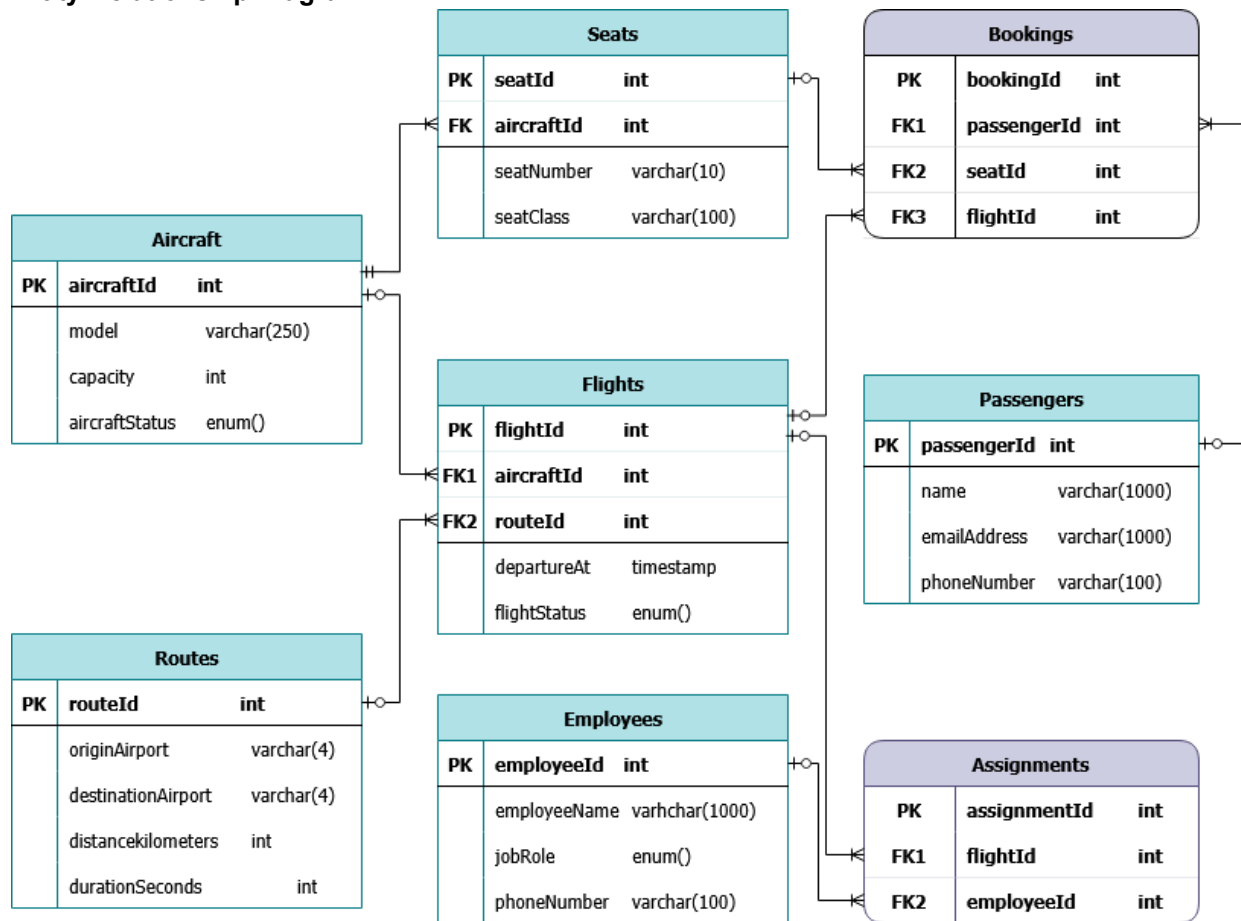 Seats
PK seatId int
FK aircraftId int
seatNumber varchar(10)
seatClass varchar(100)
Bookings
PK bookingId int
FK1 passengerId int
FK2 seatId int
FK3 flightId int
Aircraft
PK aircraftId int
model varchar(250)
capacity int
aircraftStatus enum()
Flights
PK flightId int
FK1 aircraftId int
FK2 routeId int
departureAt timestamp
flightStatus enum()
Passengers
PK passengerId int
name varchar(1000)
emailAddress varchar(1000)
phoneNumber varchar(100)
Routes
PK routeId int
originAirport varchar(4)
destinationAirport varchar(4)
distancekilometers int
durationSeconds int
Employees
PK employeeId int
employeeName varhchar(1000)
jobRole enum()
phoneNumber varchar(100)
Assignments
PK assignmentId int
FK1 flightId int
FK2 employeeId int